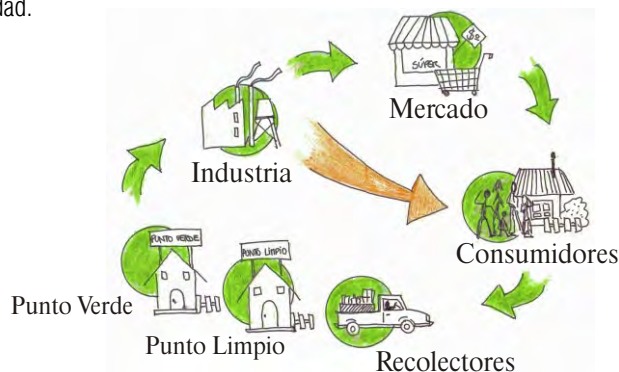 dad.
$
SÚPER
Mercado
Industria
Consumidores
PUNTO VERDE
PUNTO LIMPIO
Punto Verde
Punto Limpio
Recolectores